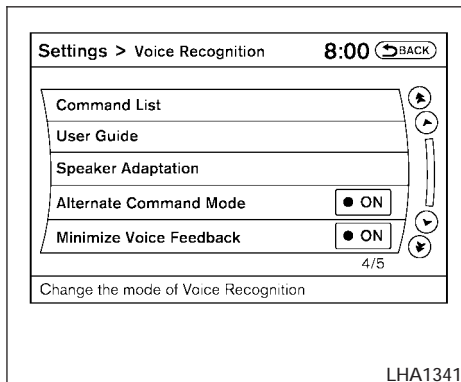 Settings > Voice Recognition 8:00 BACK
Command List
User Guide
Speaker Adaptation
Alternate Command Mode ● ON
Minimize Voice Feedback ● ON
4/5
Change the mode of Voice Recognition
LHA1341